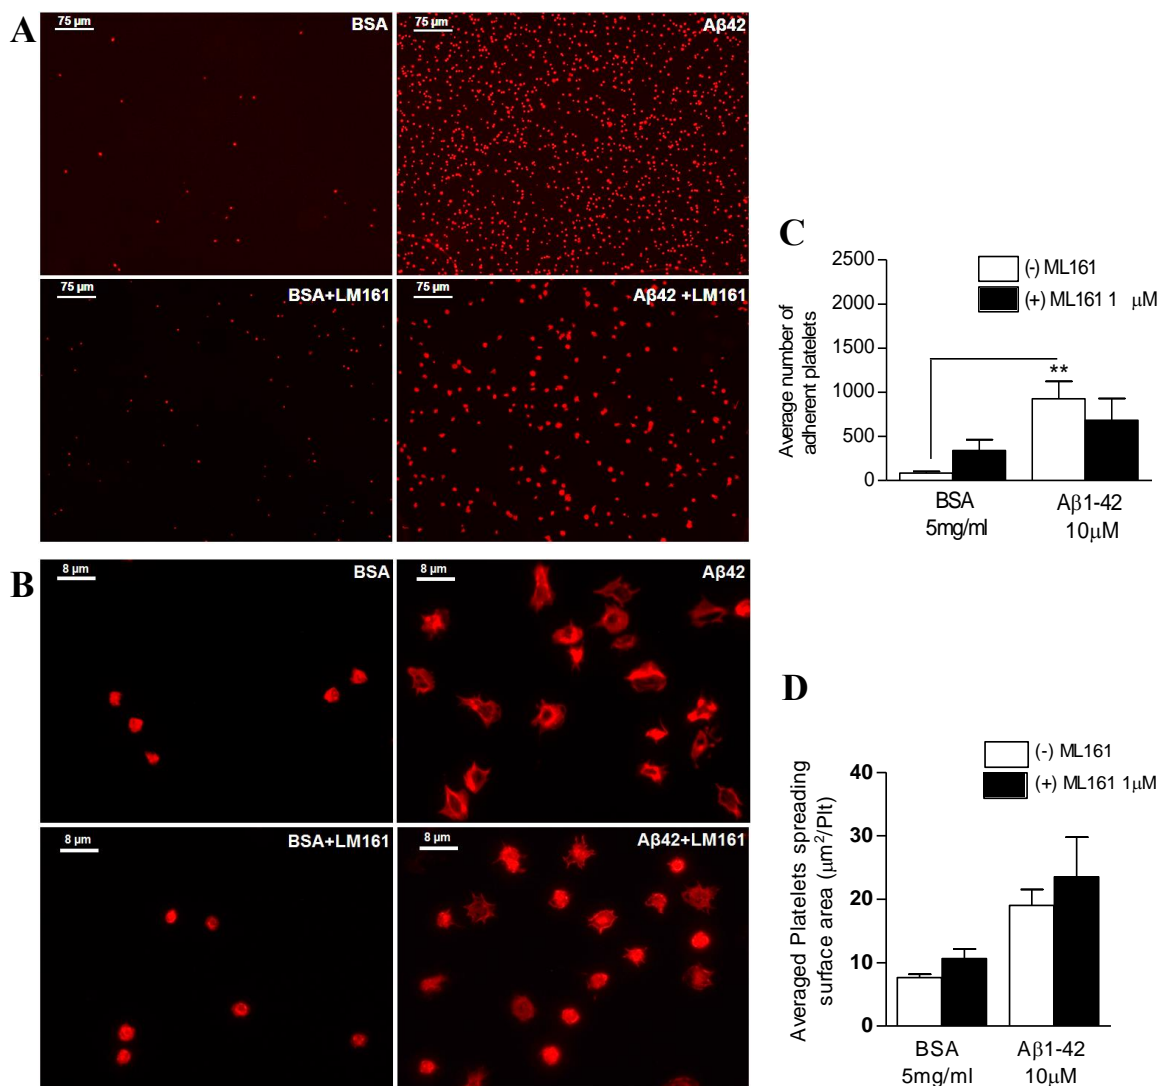 A
75 µm
BSA
75 µm
Aβ42
75 µm
BSA+LM161
75 µm
Aβ42 +LM161
B
8 µm
BSA
8 µm
Aβ42
8 µm
BSA+LM161
8 µm
Aβ42+LM161
C
(-) ML161
(+) ML161 1 µM
Average number of
adherent platelets
2500
2000
1500
1000
500
0
**
BSA
5mg/ml
Aβ1-42
10µM
D
(-) ML161
(+) ML161 1µM
Averaged Platelets spreading
surface area (µm²/Plt)
40
30
20
10
0
BSA
5mg/ml
Aβ1-42
10µM